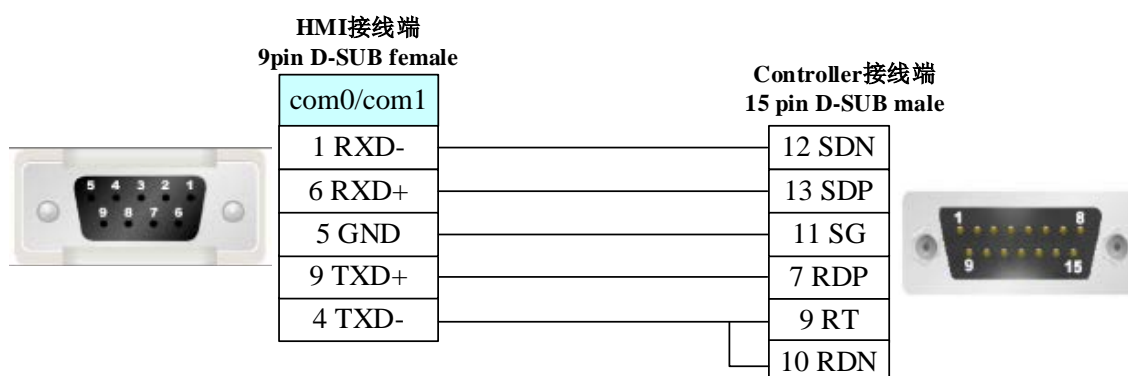 HMI接线端
9pin D-SUB female
com0/com1
1 RXD-
6 RXD+
5 GND
9 TXD+
4 TXD-
5 4 3 2 1
9 8 7 6
Controller接线端
15 pin D-SUB male
12 SDN
13 SDP
11 SG
7 RDP
9 RT
10 RDN
1 8
9 15